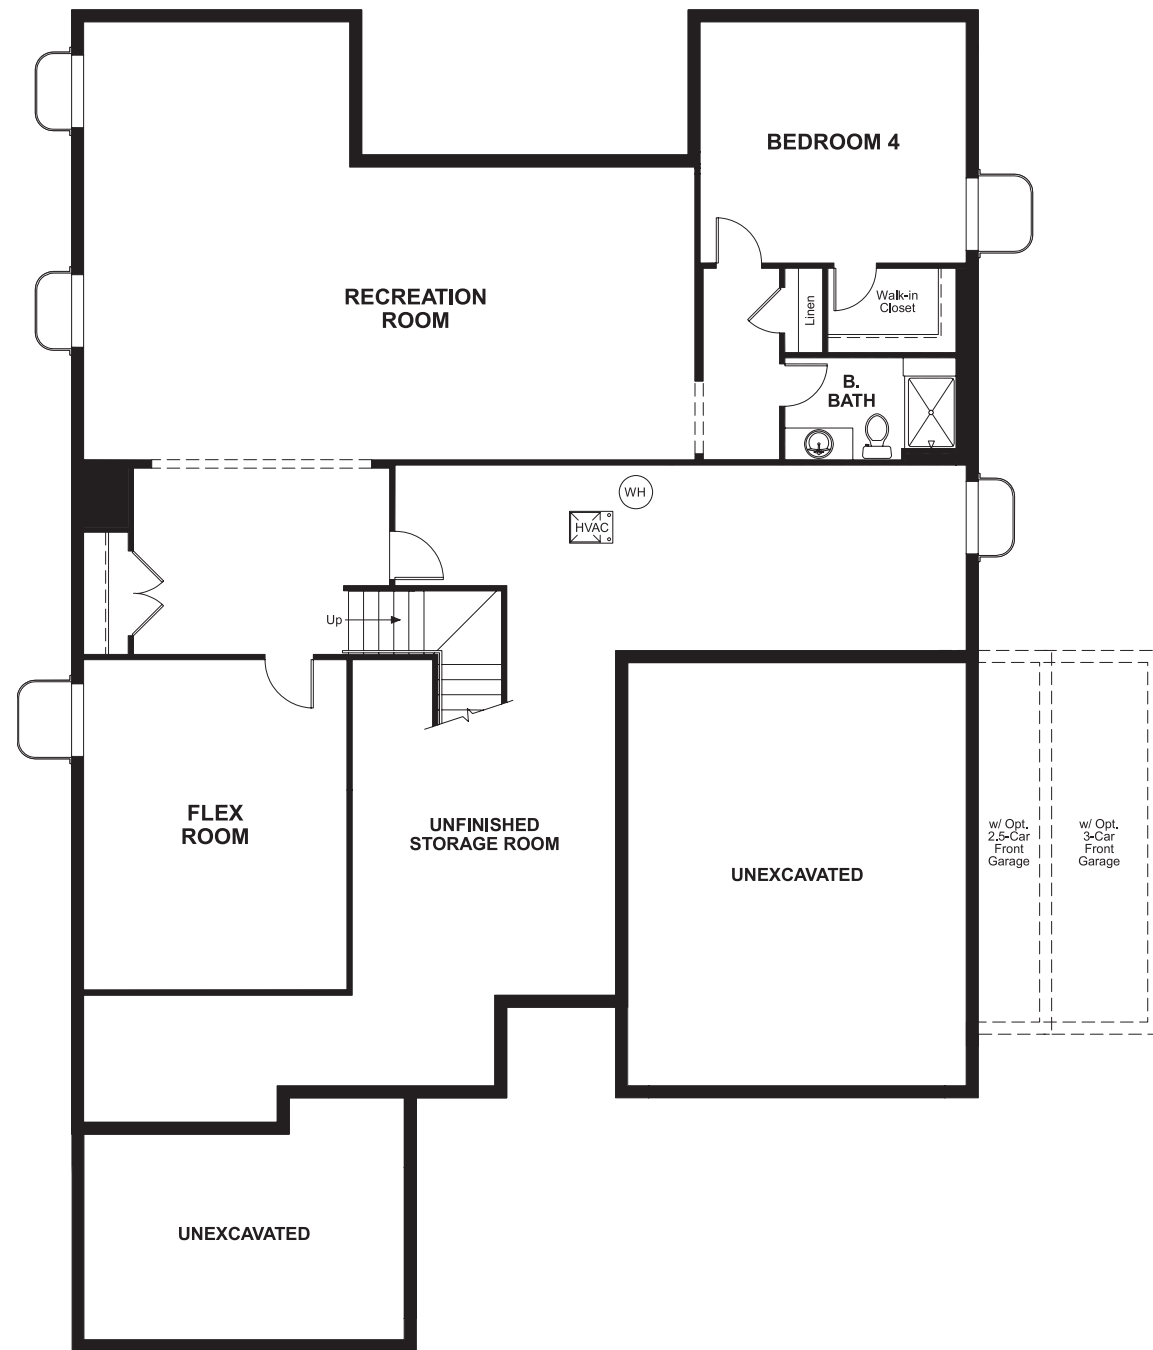 BEDROOM 4
RECREATION
ROOM
Linen
Walk-in
Closet
B.
BATH
WH
HVAC
Up
FLEX
ROOM
UNFINISHED
STORAGE ROOM
UNEXCAVATED
w/ Opt.
2.5-Car
Front
Garage
w/ Opt.
3-Car
Front
Garage
UNEXCAVATED